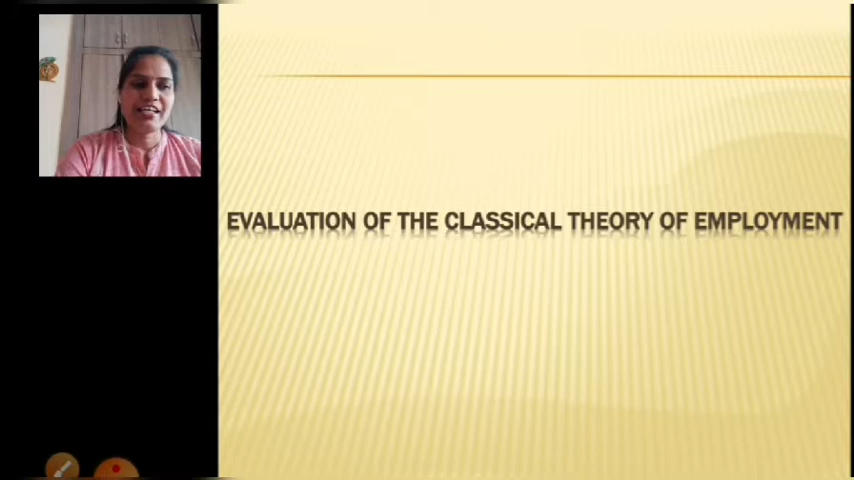 EVALUATION OF THE CLASSICAL THEORY OF EMPLOYMENT